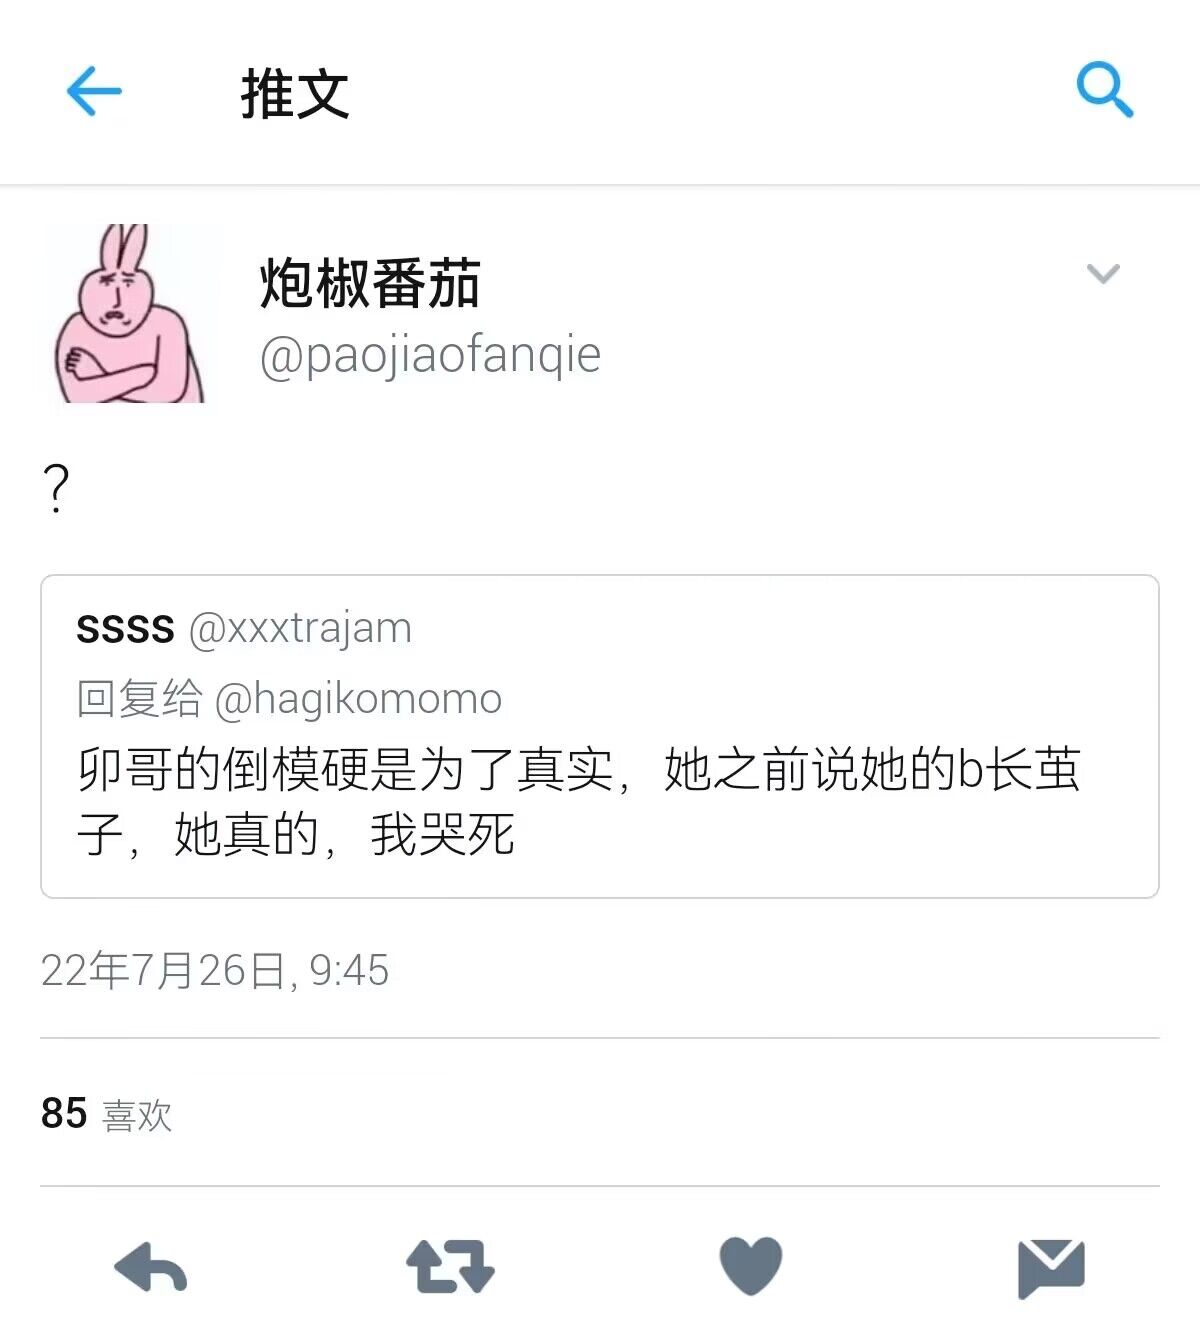 推文
炮椒番茄
@paojiaofanqie
？
ssss @xxxtrajam
回复给 @hagikomomo
卯哥的倒模硬是为了真实，她之前说她的b长茧
子，她真的，我哭死
22年7月26日, 9:45
85 喜欢